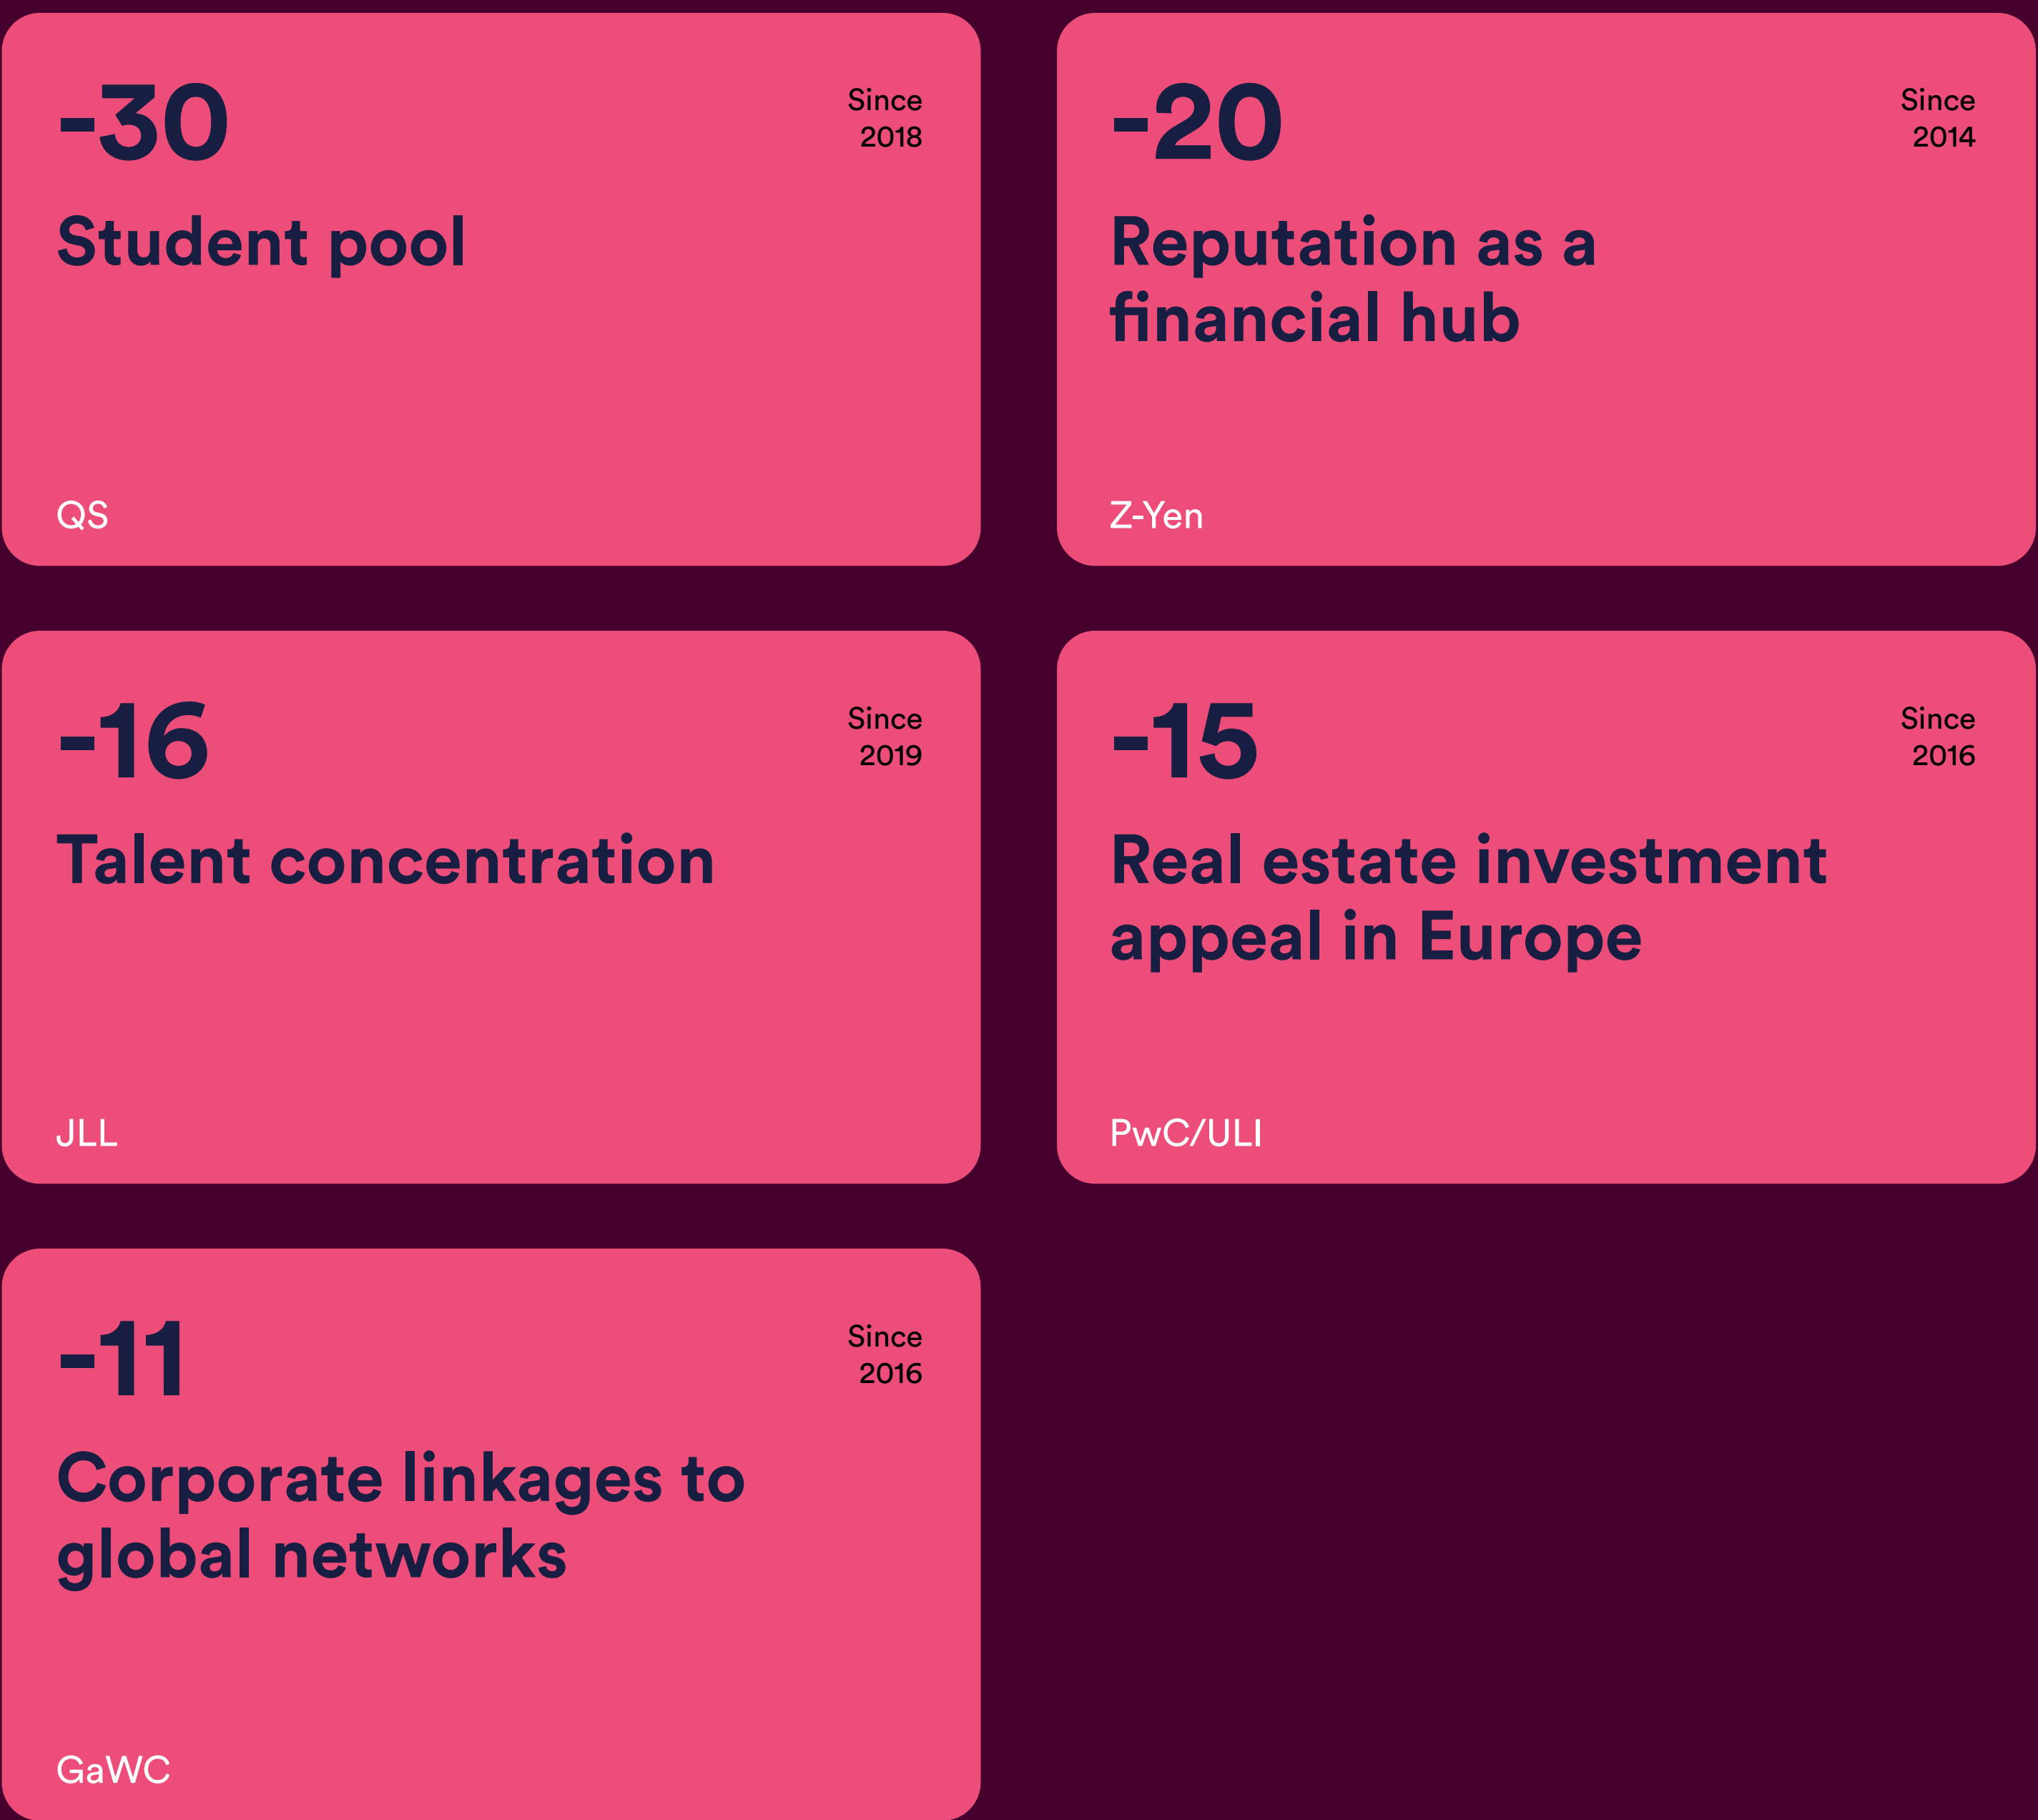 -30
Since
2018
Student pool
QS
-20
Since
2014
Reputation as a
financial hub
Z-Yen
-16
Since
2019
Talent concentration
JLL
-15
Since
2016
Real estate investment
appeal in Europe
PwC/ULI
-11
Since
2016
Corporate linkages to
global networks
GaWC